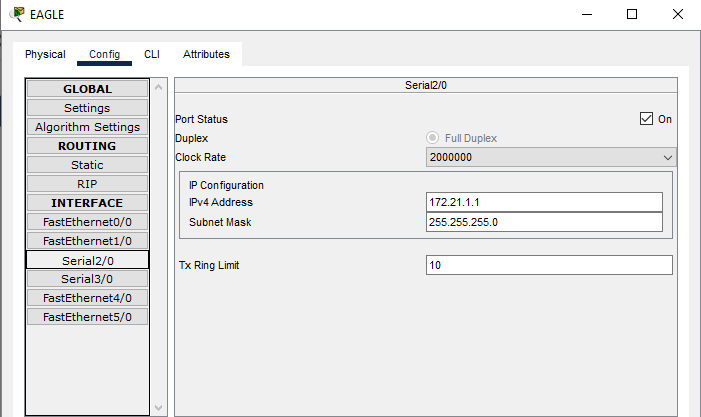 EAGLE
Physical Config CLI Attributes
GLOBAL
Settings
Algorithm Settings
ROUTING
Static
RIP
INTERFACE
FastEthernet0/0
FastEthernet1/0
Serial2/0
Serial3/0
FastEthernet4/0
FastEthernet5/0
Serial2/0
Port Status On
Duplex Full Duplex
Clock Rate 2000000
IP Configuration
IPv4 Address 172.21.1.1
Subnet Mask 255.255.255.0
Tx Ring Limit 10